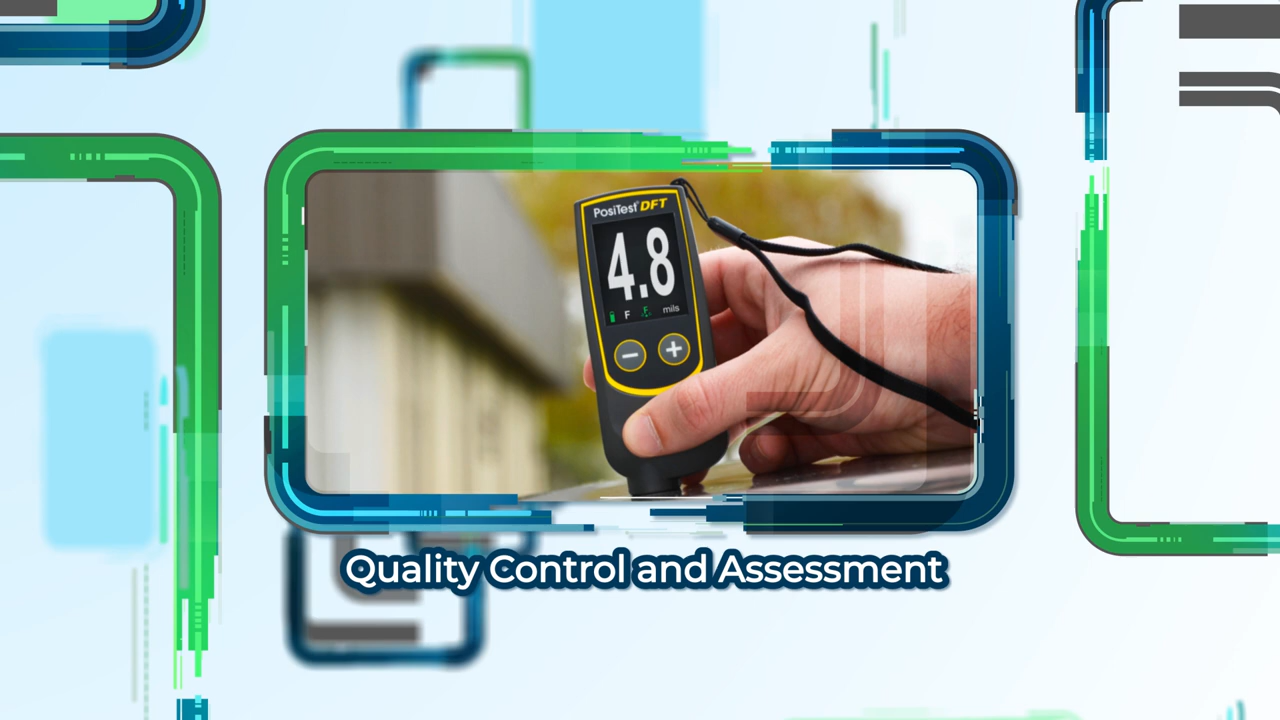 PosiTest DFT
4.8
F F mils
− +
Quality Control and Assessment